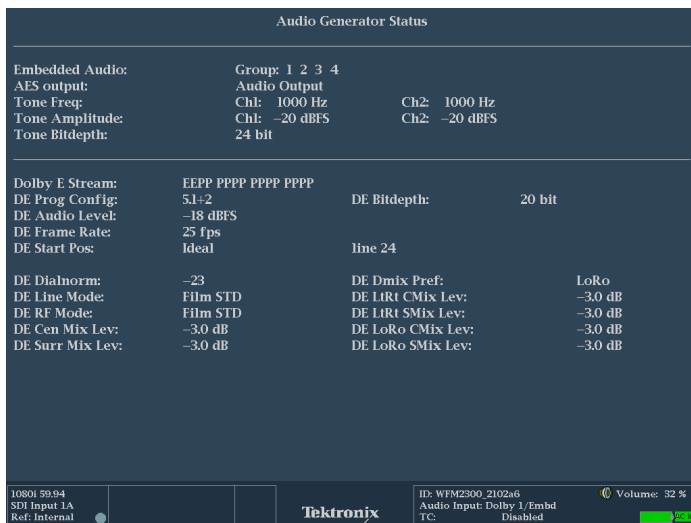 Audio Generator Status
Embedded Audio: Group: 1 2 3 4
AES output: Audio Output
Tone Freq: Ch1: 1000 Hz Ch2: 1000 Hz
Tone Amplitude: Ch1: −20 dBFS Ch2: −20 dBFS
Tone Bitdepth: 24 bit
Dolby E Stream: EEPP PPPP PPPP PPPP
DE Prog Config: 5.1+2 DE Bitdepth: 20 bit
DE Audio Level: −18 dBFS
DE Frame Rate: 25 fps
DE Start Pos: Ideal line 24
DE Dialnorm: −23 DE Dmix Pref: LoRo
DE Line Mode: Film STD DE LtRt CMix Lev: −3.0 dB
DE RF Mode: Film STD DE LtRt SMix Lev: −3.0 dB
DE Cen Mix Lev: −3.0 dB DE LoRo CMix Lev: −3.0 dB
DE Surr Mix Lev: −3.0 dB DE LoRo SMix Lev: −3.0 dB
1080i 59.94 ID: WFM2300_2102a6 Volume: 32 %
SDI Input 1A Audio Input: Dolby 1/Embd
Ref: Internal Tektronix TC: Disabled